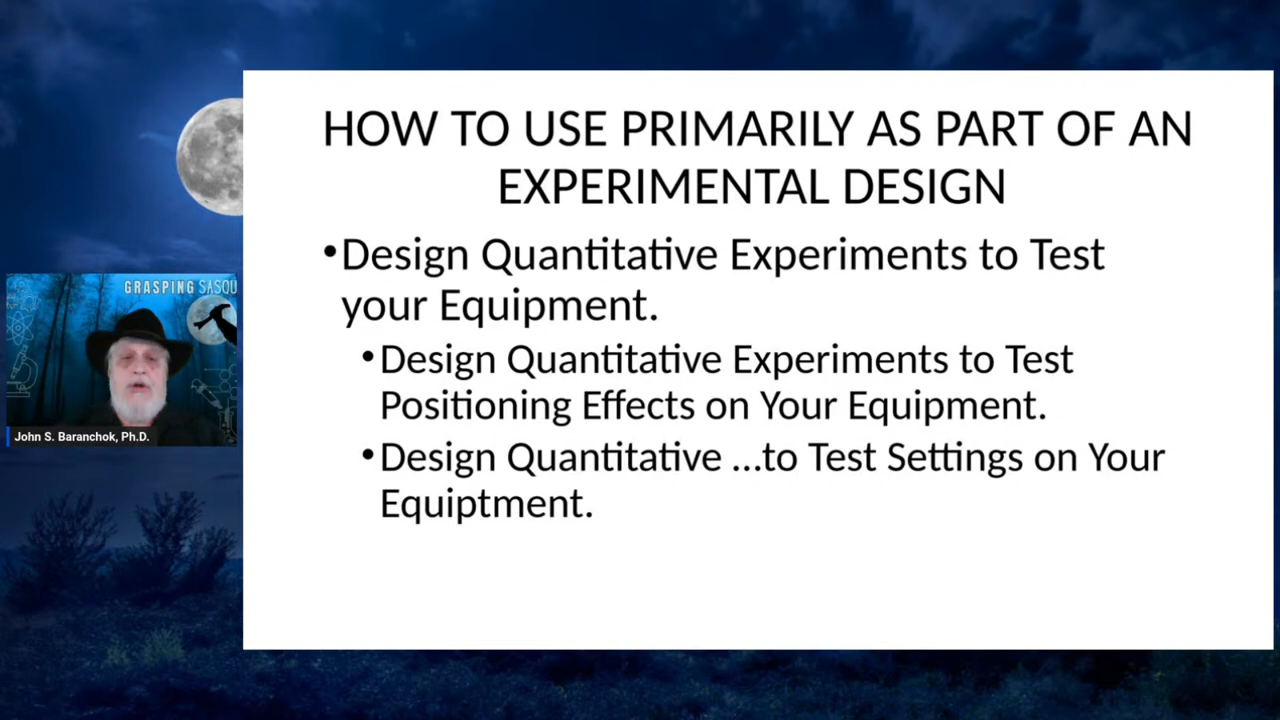 HOW TO USE PRIMARILY AS PART OF AN
EXPERIMENTAL DESIGN
•Design Quantitative Experiments to Test
your Equipment.
•Design Quantitative Experiments to Test
Positioning Effects on Your Equipment.
•Design Quantitative ...to Test Settings on Your
Equiptment.
GRASPING SASQU
John S. Baranchok, Ph.D.